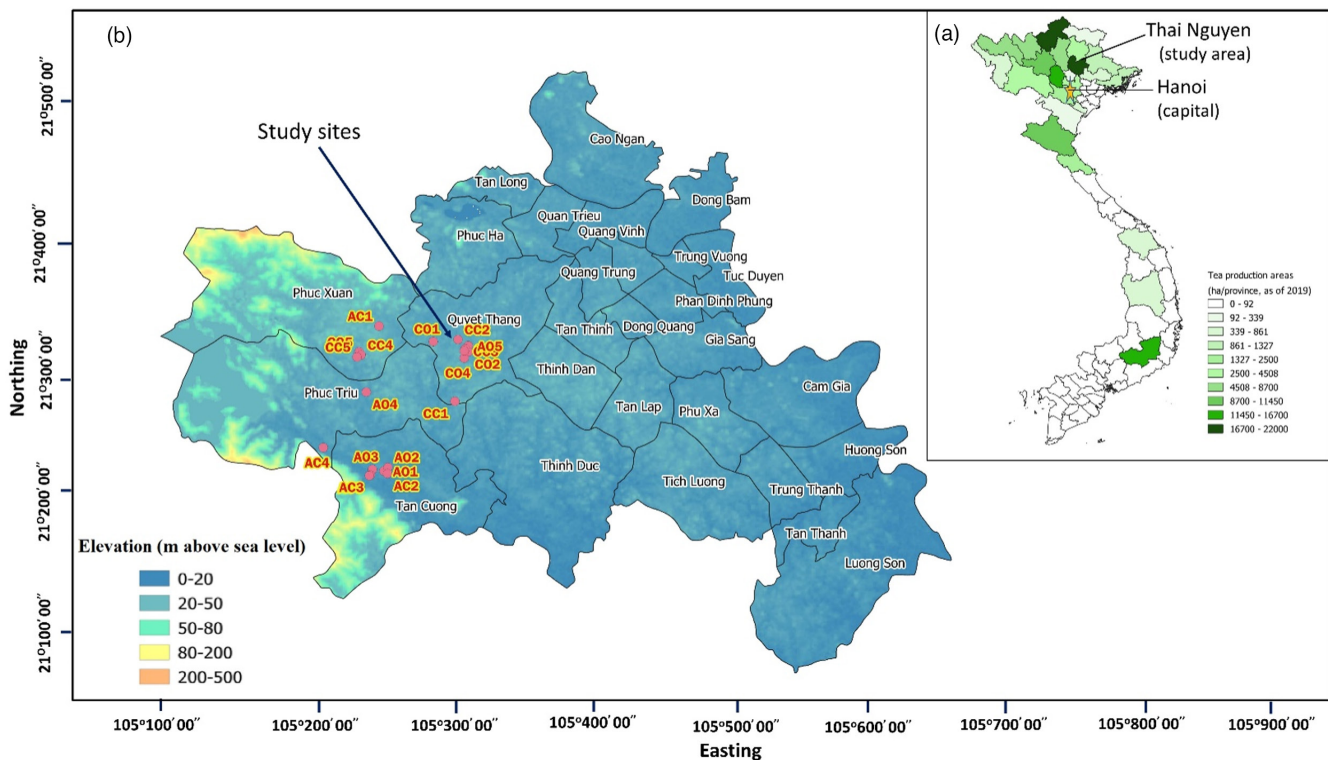 (b)
Study sites
Cao Ngan
Tan Long
Dong Bam
Quan Trieu
Quang Vinh
Phuc Ha
Trung Vuong
Tuc Duyen
Quang Trung
Phuc Xuan
Phan Dinh Phung
AC1
CO1
Quyet Thang
CC2
Tan Thinh
Dong Quang
Gia Sang
CC5
CC4
AO5
CO2
CO4
Thinh Dan
Cam Gia
Phuc Triu
AO4
CC1
Tan Lap
Phu Xa
Huong Son
AC4
AO3
AO2
AO1
AC3
AC2
Thinh Duc
Tich Luong
Trung Thanh
Tan Cuong
Tan Thanh
Luong Son
Elevation (m above sea level)
0-20
20-50
50-80
80-200
200-500
Northing
21°500′00″
21°400′00″
21°300′00″
21°200′00″
21°100′00″
105°100′00″
105°200′00″
105°300′00″
105°400′00″
105°500′00″
105°600′00″
105°700′00″
105°800′00″
105°900′00″
Easting
(a)
Thai Nguyen
(study area)
Hanoi
(capital)
Tea production areas
(ha/province, as of 2019)
0 - 92
92 - 339
339 - 861
861 - 1327
1327 - 2500
2500 - 4508
4508 - 8700
8700 - 11450
11450 - 16700
16700 - 22000